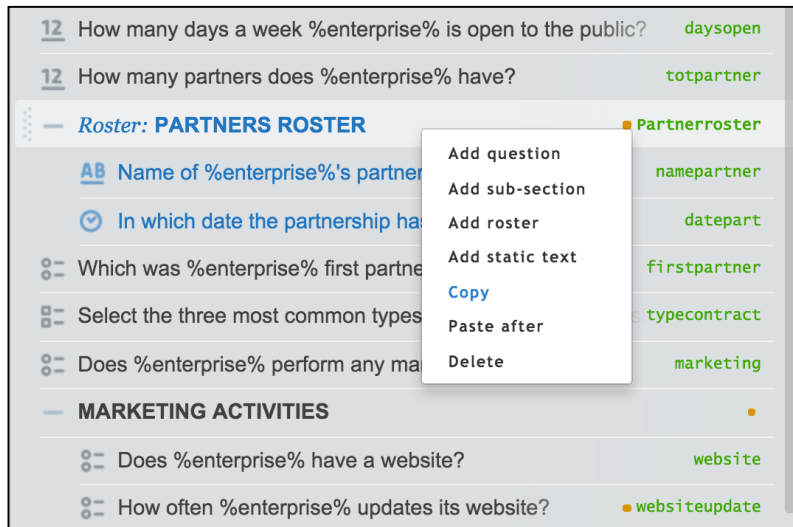 12 How many days a week %enterprise% is open to the public? daysopen
12 How many partners does %enterprise% have? totpartner
Roster: PARTNERS ROSTER Partnerroster
AB Name of %enterprise%'s partner namepartner
In which date the partnership has datepart
Which was %enterprise% first partne firstpartner
Select the three most common types s typecontract
Does %enterprise% perform any mar marketing
MARKETING ACTIVITIES
Does %enterprise% have a website? website
How often %enterprise% updates its website? websiteupdate
Add question
Add sub-section
Add roster
Add static text
Copy
Paste after
Delete